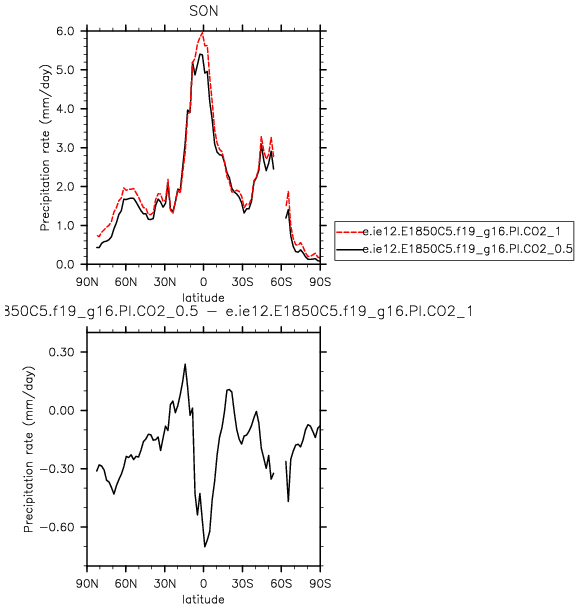 SON
6.0
5.0
4.0
3.0
2.0
1.0
0.0
Precipitation rate (mm/day)
90N 60N 30N 0 30S 60S 90S
latitude
e.ie12.E1850C5.f19_g16.PI.CO2_1
e.ie12.E1850C5.f19_g16.PI.CO2_0.5
850C5.f19_g16.PI.CO2_0.5 − e.ie12.E1850C5.f19_g16.PI.CO2_1
0.30
0.00
−0.30
−0.60
Precipitation rate (mm/day)
90N 60N 30N 0 30S 60S 90S
latitude